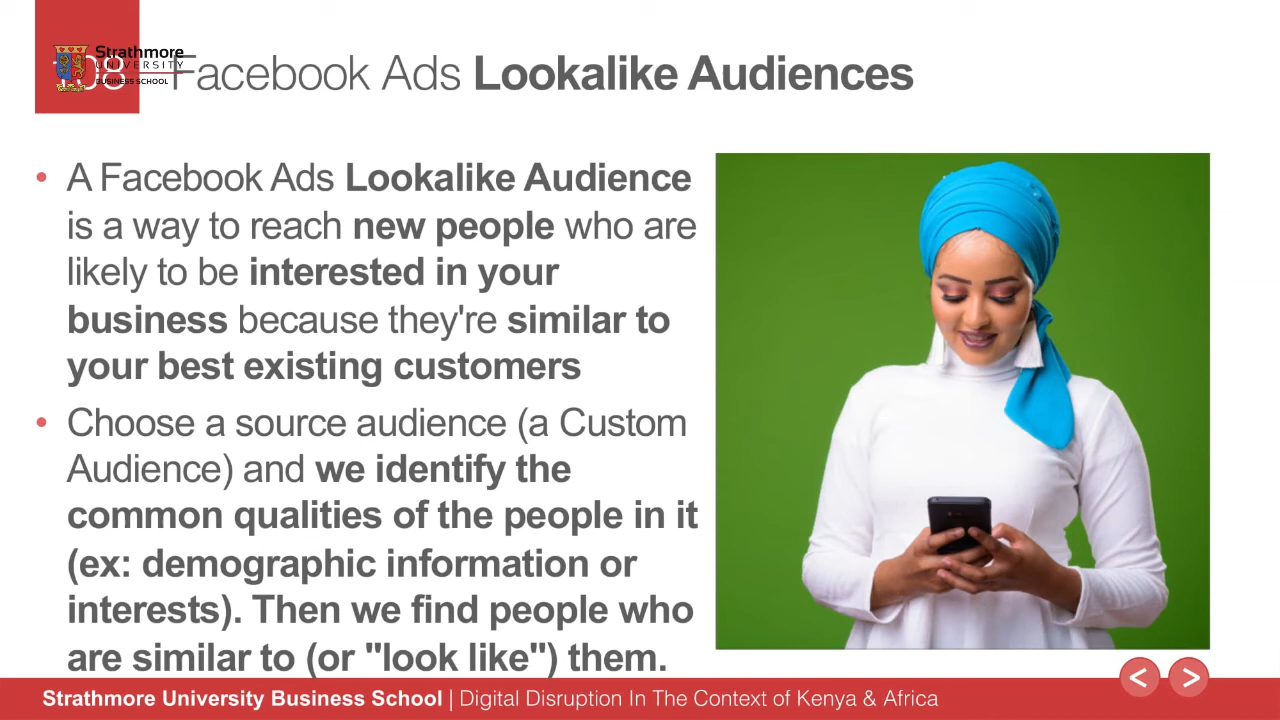 108
Strathmore
UNIVERSITY
BUSINESS SCHOOL
Facebook Ads Lookalike Audiences
• A Facebook Ads Lookalike Audience
is a way to reach new people who are
likely to be interested in your
business because they're similar to
your best existing customers
• Choose a source audience (a Custom
Audience) and we identify the
common qualities of the people in it
(ex: demographic information or
interests). Then we find people who
are similar to (or "look like") them.
< >
Strathmore University Business School | Digital Disruption In The Context of Kenya & Africa